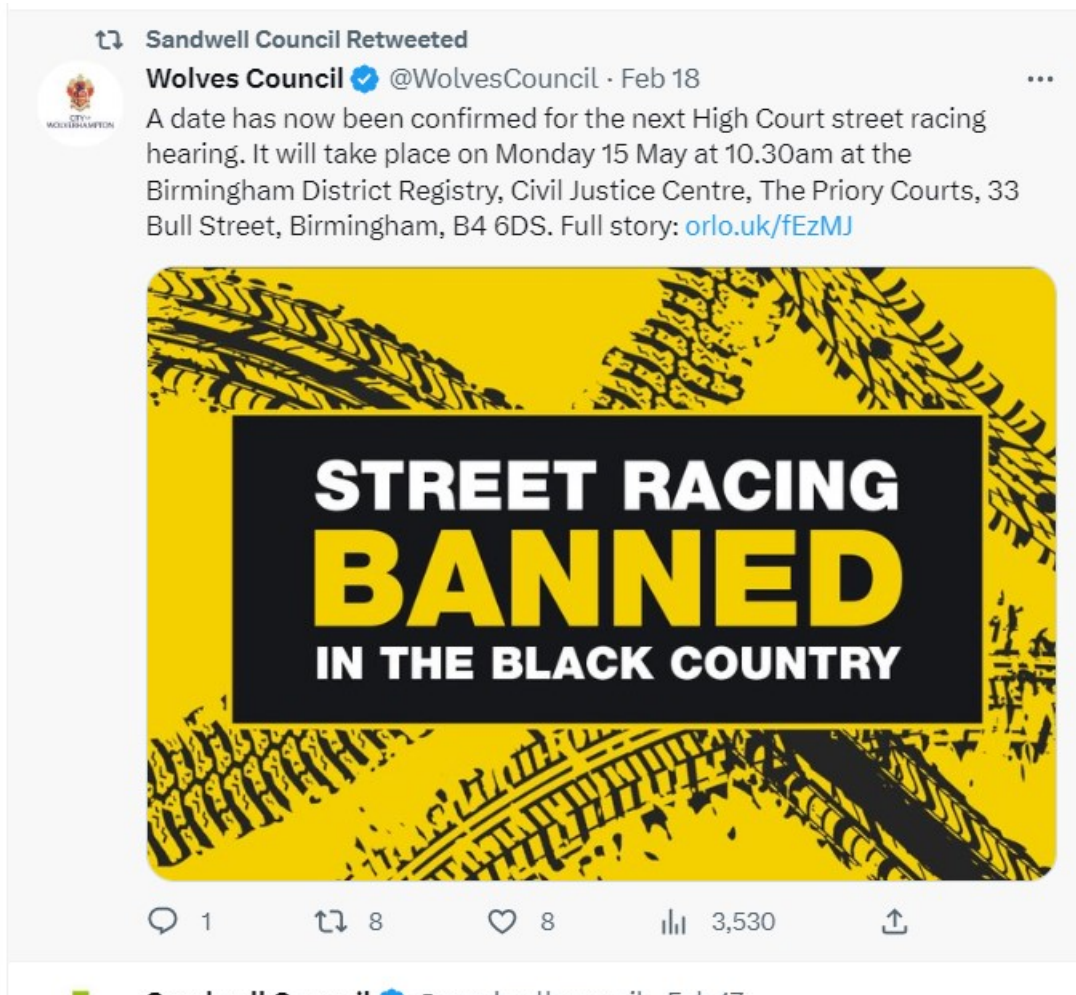 Sandwell Council Retweeted
Wolves Council @WolvesCouncil · Feb 18
CITY OF
WOLVERHAMPTON
A date has now been confirmed for the next High Court street racing
hearing. It will take place on Monday 15 May at 10.30am at the
Birmingham District Registry, Civil Justice Centre, The Priory Courts, 33
Bull Street, Birmingham, B4 6DS. Full story: orlo.uk/fEzMJ
STREET RACING
BANNED
IN THE BLACK COUNTRY
1 8 8 3,530